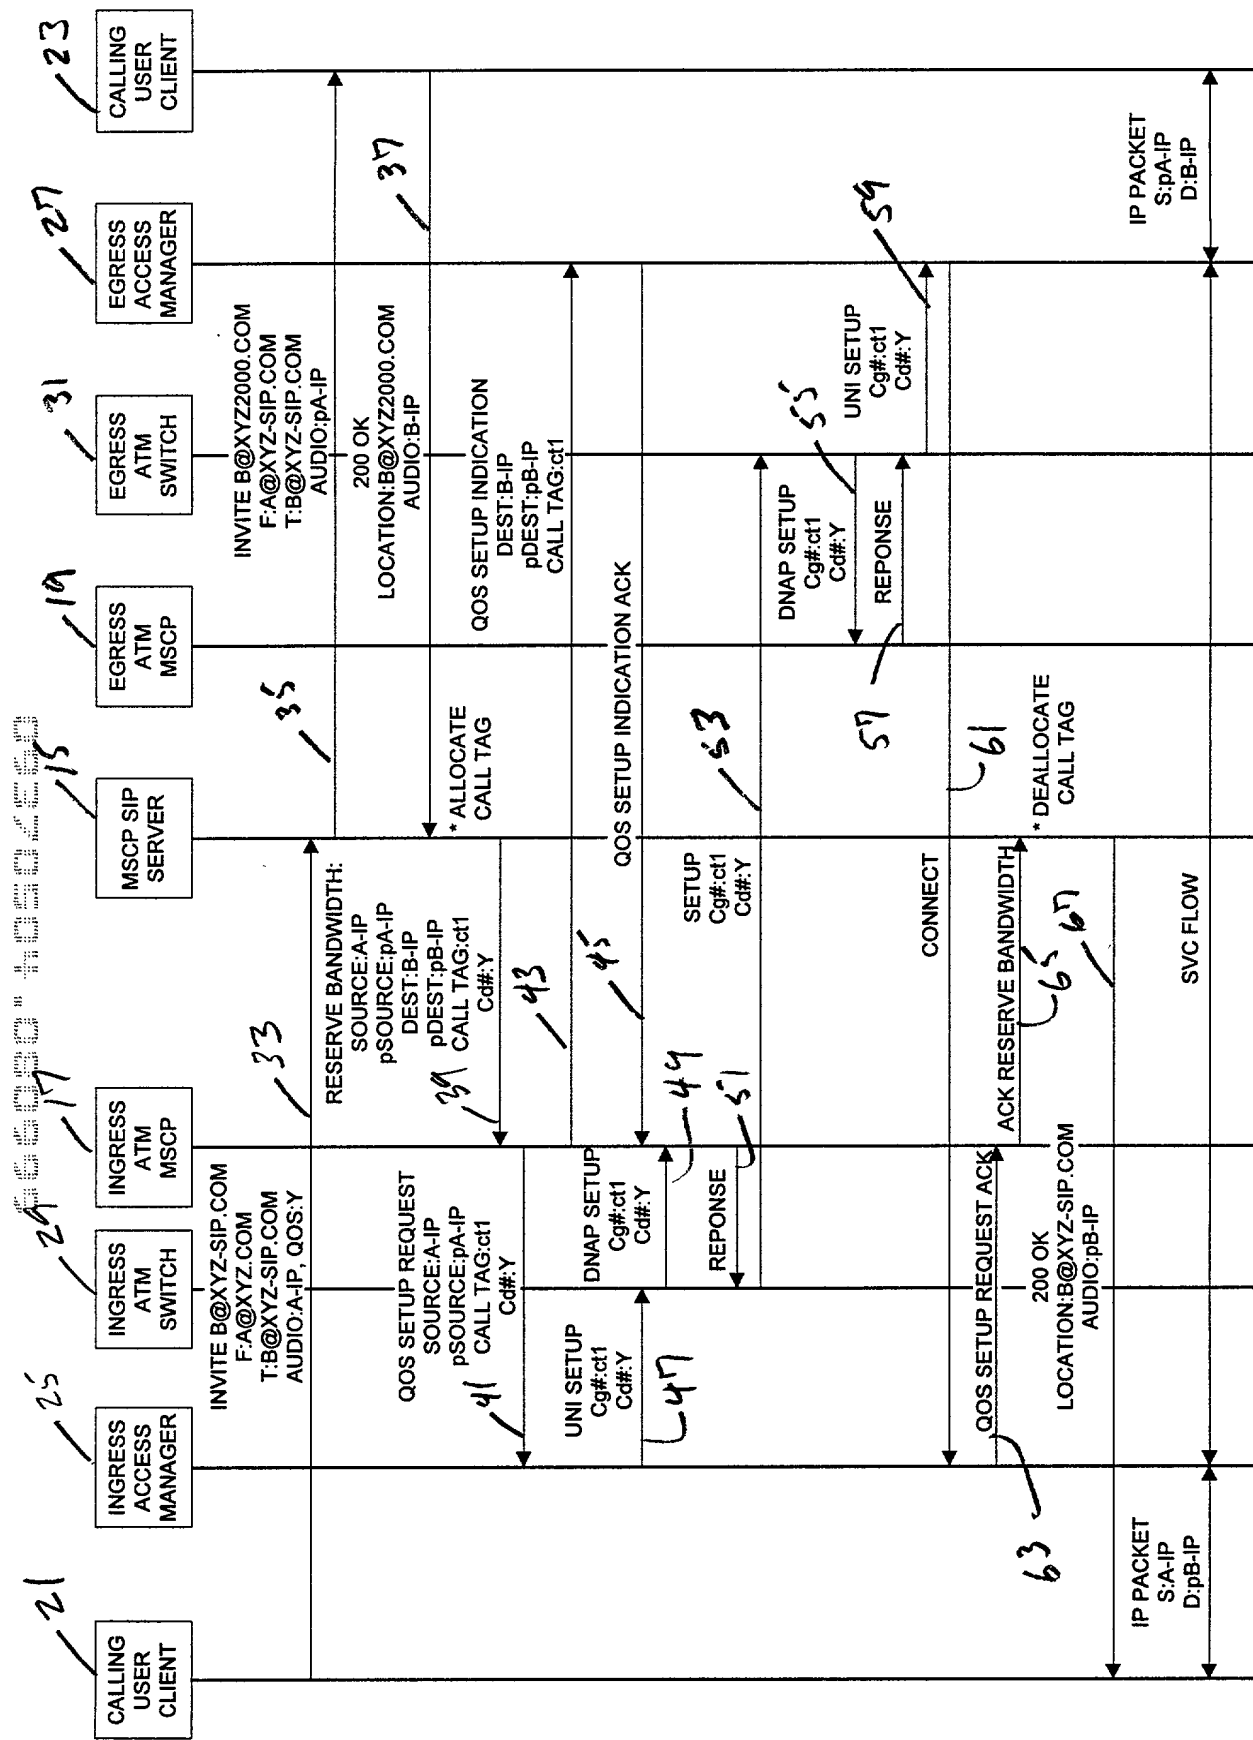 21
CALLING
USER
CLIENT
25
INGRESS
ACCESS
MANAGER
29
INGRESS
ATM
SWITCH
17
INGRESS
ATM
MSCP
15
MSCP SIP
SERVER
19
EGRESS
ATM
MSCP
31
EGRESS
ATM
SWITCH
27
EGRESS
ACCESS
MANAGER
23
CALLING
USER
CLIENT
INVITE B@XYZ-SIP.COM
F:A@XYZ.COM
T:B@XYZ-SIP.COM
AUDIO:A-IP, QOS:Y
33
INVITE B@XYZ2000.COM
F:A@XYZ-SIP.COM
T:B@XYZ-SIP.COM
AUDIO:pA-IP
35
200 OK
LOCATION:B@XYZ2000.COM
AUDIO:B-IP
37
* ALLOCATE
CALL TAG
RESERVE BANDWIDTH:
SOURCE:A-IP
pSOURCE:pA-IP
DEST:B-IP
pDEST:pB-IP
CALL TAG:ct1
Cd#:Y
39
QOS SETUP REQUEST
SOURCE:A-IP
pSOURCE:pA-IP
CALL TAG:ct1
Cd#:Y
41
QOS SETUP INDICATION
DEST:B-IP
pDEST:pB-IP
CALL TAG:ct1
43
QOS SETUP INDICATION ACK
45
UNI SETUP
Cg#:ct1
Cd#:Y
47
DNAP SETUP
Cg#:ct1
Cd#:Y
49
REPONSE
51
SETUP
Cg#:ct1
Cd#:Y
53
DNAP SETUP
Cg#:ct1
Cd#:Y
55
REPONSE
57
UNI SETUP
Cg#:ct1
Cd#:Y
59
CONNECT
61
QOS SETUP REQUEST ACK
63
ACK RESERVE BANDWIDTH
65
* DEALLOCATE
CALL TAG
200 OK
LOCATION:B@XYZ-SIP.COM
AUDIO:pB-IP
67
IP PACKET
S:A-IP
D:pB-IP
SVC FLOW
IP PACKET
S:pA-IP
D:B-IP